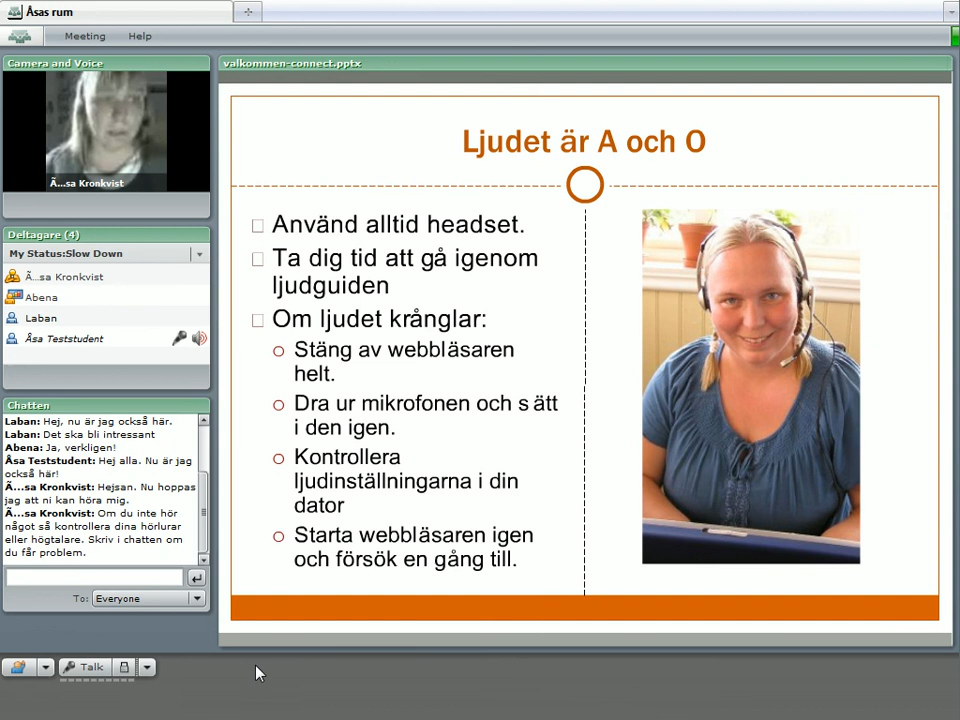 Åsas rum
Meeting Help
Camera and Voice
Ã...sa Kronkvist
Deltagare (4)
My Status:Slow Down
Ã...sa Kronkvist
Abena
Laban
Åsa Teststudent
Chatten
Laban: Hej, nu är jag också här.
Laban: Det ska bli intressant
Abena: Ja, verkligen!
Åsa Teststudent: Hej alla. Nu är jag
också här!
Ã...sa Kronkvist: Hejsan. Nu hoppas
jag att ni kan höra mig.
Ã...sa Kronkvist: Om du inte hör
något så kontrollera dina hörlurar
eller högtalare. Skriv i chatten om
du får problem.
To: Everyone
Talk
valkommen-connect.pptx
Ljudet är A och O
Använd alltid headset.
Ta dig tid att gå igenom
ljudguiden
Om ljudet krånglar:
Stäng av webbläsaren
helt.
Dra ur mikrofonen och sätt
i den igen.
Kontrollera
ljudinställningarna i din
dator
Starta webbläsaren igen
och försök en gång till.